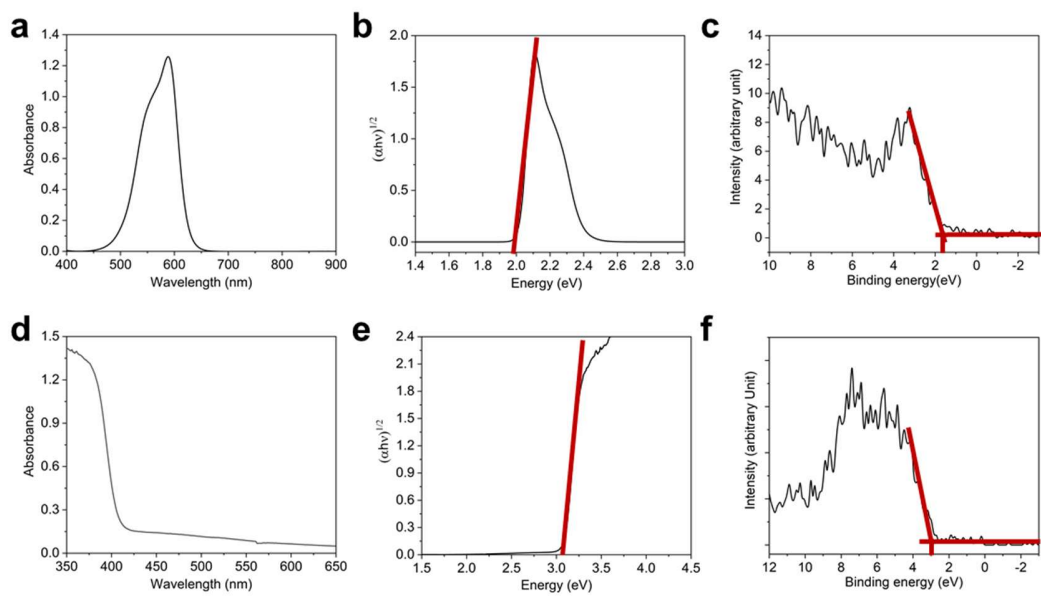 a
1.4
1.2
1.0
0.8
0.6
0.4
0.2
0.0
Absorbance
400 500 600 700 800 900
Wavelength (nm)
b
2.0
1.5
1.0
0.5
0.0
(αhν)1/2
1.4 1.6 1.8 2.0 2.2 2.4 2.6 2.8 3.0
Energy (eV)
c
14
12
10
8
6
4
2
0
Intensity (arbitrary unit)
10 8 6 4 2 0 -2
Binding energy(eV)
d
1.5
1.2
0.9
0.6
0.3
0.0
Absorbance
350 400 450 500 550 600 650
Wavelength (nm)
e
2.4
2.1
1.8
1.5
1.2
0.9
0.6
0.3
0.0
(αhν)1/2
1.5 2.0 2.5 3.0 3.5 4.0 4.5
Energy (eV)
f
Intensity (arbitrary Unit)
12 10 8 6 4 2 0 -2
Binding energy (eV)